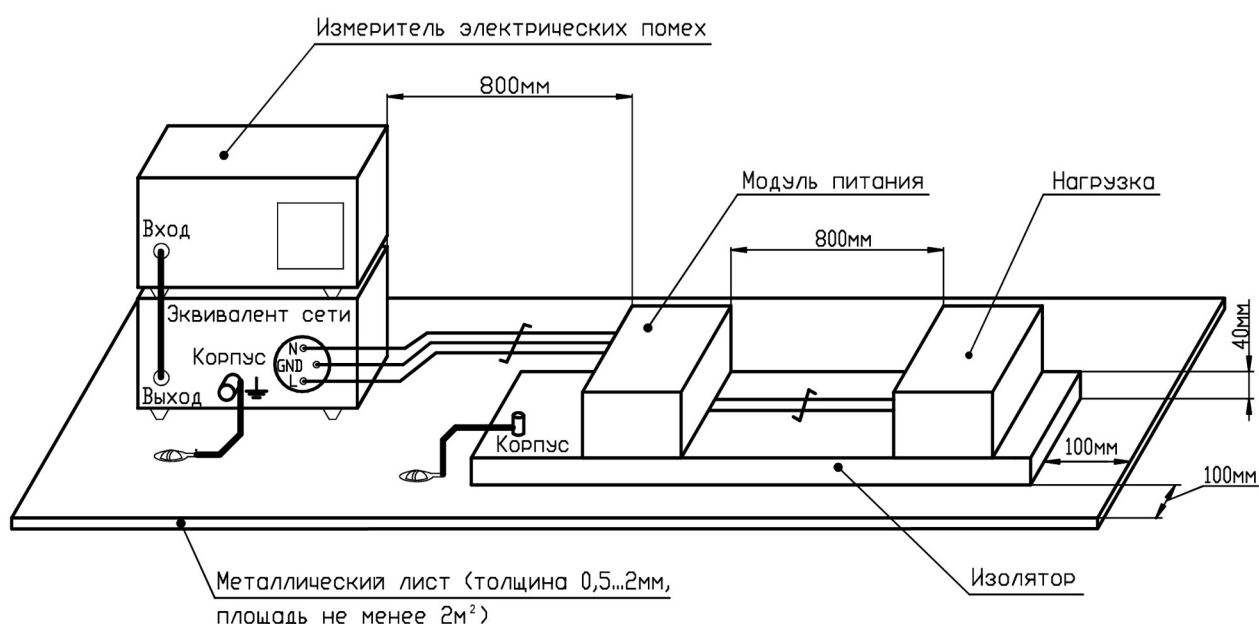 Измеритель электрических помех
800мм
Модуль питания
Нагрузка
Вход
800мм
Эквивалент сети
40мм
N
Корпус
GND
L
Выход
Корпус
100мм
100мм
Металлический лист (толщина 0,5...2мм,
площадь не менее 2м²)
Изолятор